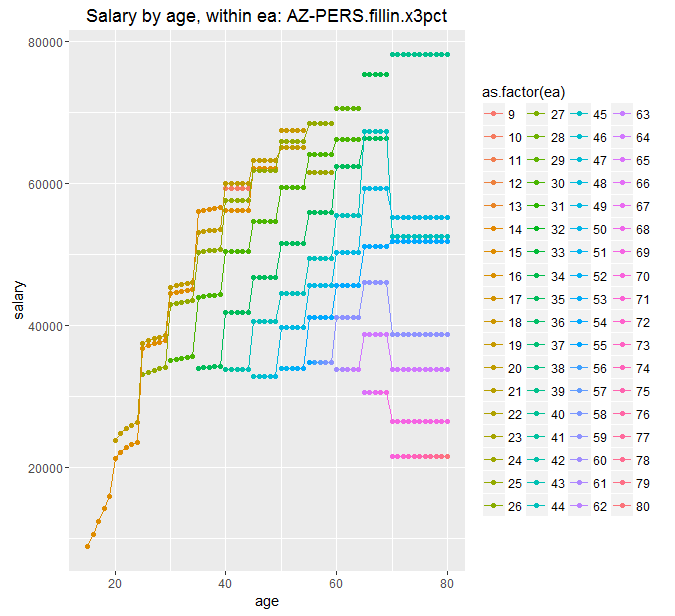 Salary by age, within ea: AZ-PERS.fillin.x3pct
80000
60000
40000
20000
salary
20 40 60 80
age
as.factor(ea)
9 27 45 63
10 28 46 64
11 29 47 65
12 30 48 66
13 31 49 67
14 32 50 68
15 33 51 69
16 34 52 70
17 35 53 71
18 36 54 72
19 37 55 73
20 38 56 74
21 39 57 75
22 40 58 76
23 41 59 77
24 42 60 78
25 43 61 79
26 44 62 80